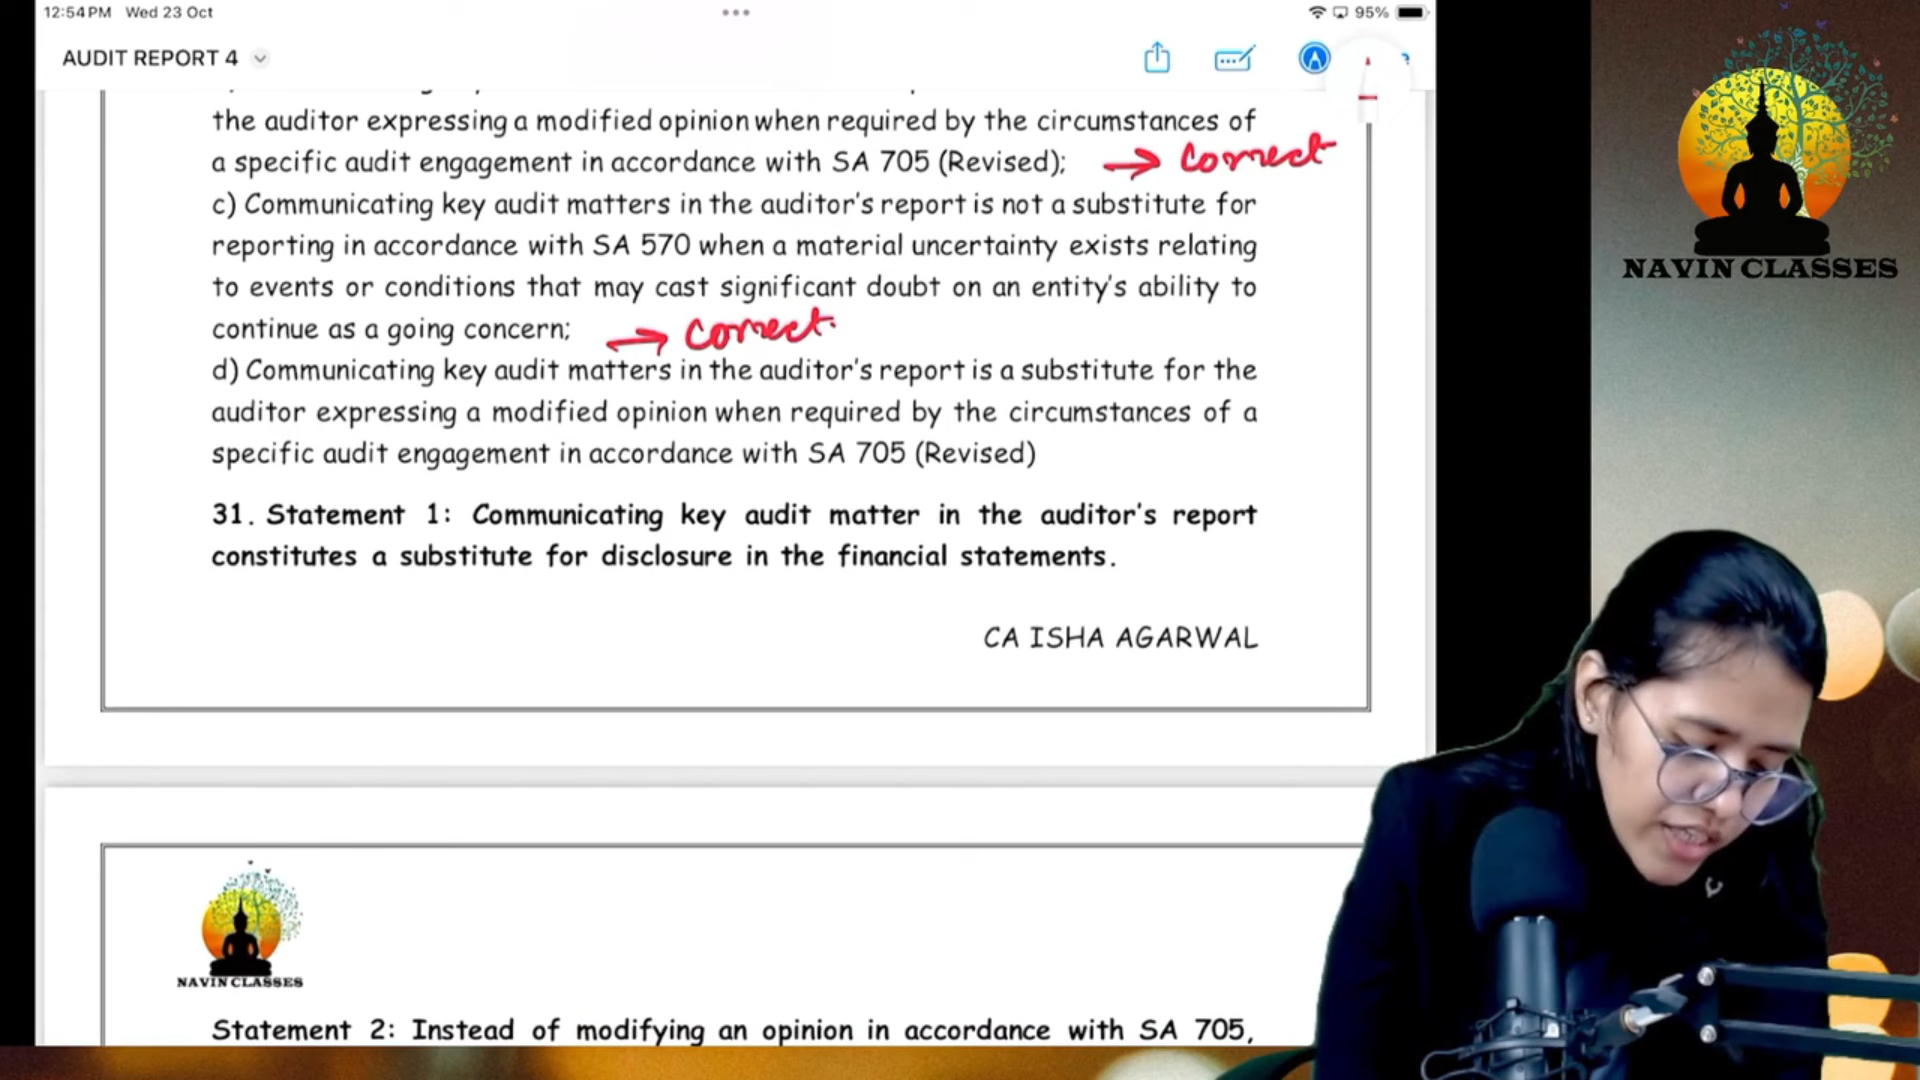 12:54 PM Wed 23 Oct
95%
AUDIT REPORT 4
the auditor expressing a modified opinion when required by the circumstances of
a specific audit engagement in accordance with SA 705 (Revised); → Correct
c) Communicating key audit matters in the auditor's report is not a substitute for
reporting in accordance with SA 570 when a material uncertainty exists relating
to events or conditions that may cast significant doubt on an entity's ability to
continue as a going concern; → Correct.
d) Communicating key audit matters in the auditor's report is a substitute for the
auditor expressing a modified opinion when required by the circumstances of a
specific audit engagement in accordance with SA 705 (Revised)
31. Statement 1: Communicating key audit matter in the auditor's report
constitutes a substitute for disclosure in the financial statements.
CA ISHA AGARWAL
NAVIN CLASSES
Statement 2: Instead of modifying an opinion in accordance with SA 705,
NAVIN CLASSES